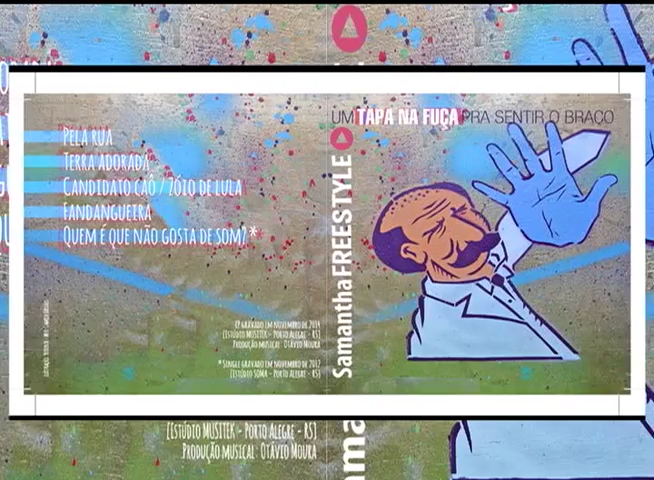 UM TAPA NA FUÇA PRA SENTIR O BRAÇO
PELA RUA
TERRA ADORADA
CANDIDATO CAÔ / ZÓIO DE LULA
FANDANGUEIRA
QUEM É QUE NÃO GOSTA DE SOM? *
Samantha FREESTYLE
EP GRAVADO EM NOVEMBRO DE 2014
[ESTÚDIO MUSITEK - PORTO ALEGRE - RS]
PRODUÇÃO MUSICAL: OTÁVIO MOURA
* SINGLE GRAVADO EM NOVEMBRO DE 2012
[ESTÚDIO SOMA - PORTO ALEGRE - RS]
[ESTÚDIO MUSITEK - PORTO ALEGRE - RS]
PRODUÇÃO MUSICAL: OTÁVIO MOURA